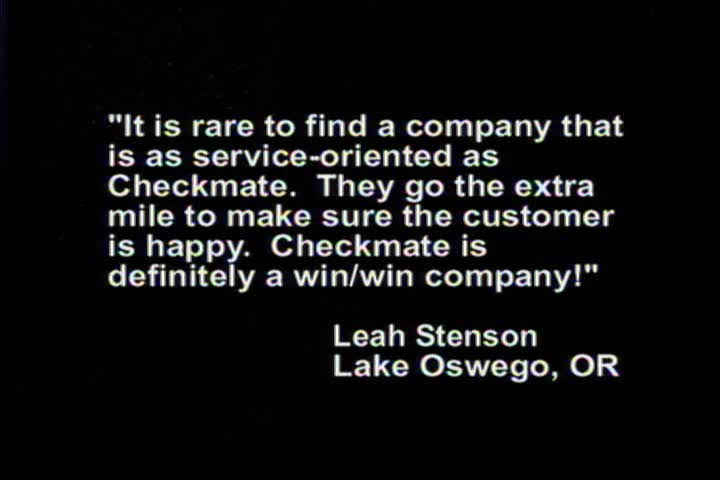 "It is rare to find a company that
is as service-oriented as
Checkmate.  They go the extra
mile to make sure the customer
is happy.  Checkmate is
definitely a win/win company!"
Leah Stenson
Lake Oswego, OR